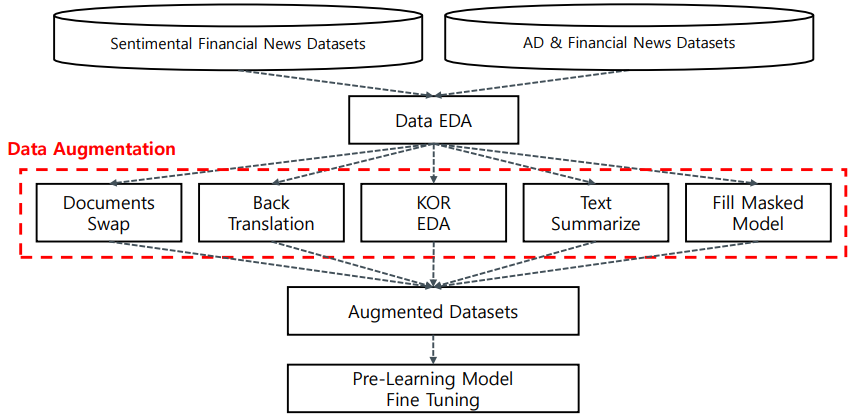 Sentimental Financial News Datasets
AD & Financial News Datasets
Data EDA
Data Augmentation
Documents
Swap
Back
Translation
KOR
EDA
Text
Summarize
Fill Masked
Model
Augmented Datasets
Pre-Learning Model
Fine Tuning